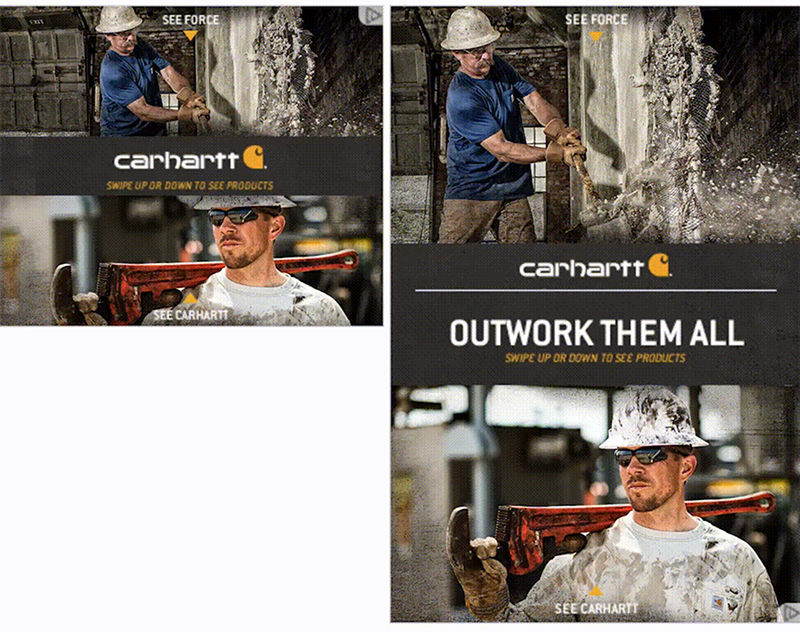 SEE FORCE
carhartt
SWIPE UP OR DOWN TO SEE PRODUCTS
SEE CARHARTT
SEE FORCE
carhartt
OUTWORK THEM ALL
SWIPE UP OR DOWN TO SEE PRODUCTS
SEE CARHARTT